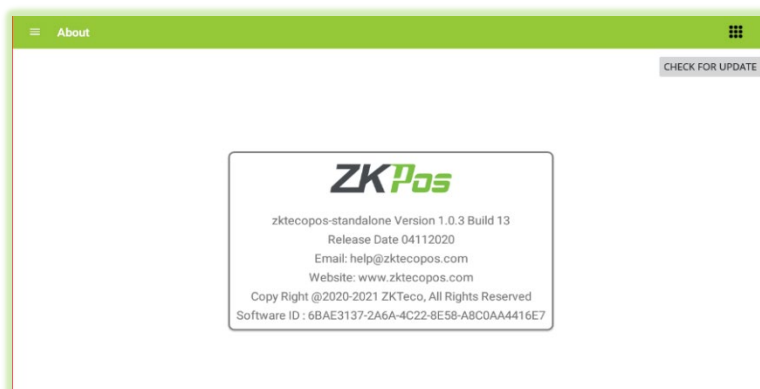 About
CHECK FOR UPDATE
ZKPos
zktecopos-standalone Version 1.0.3 Build 13
Release Date 04112020
Email: help@zktecopos.com
Website: www.zktecopos.com
Copy Right @2020-2021 ZKTeco, All Rights Reserved
Software ID : 6BAE3137-2A6A-4C22-8E58-A8C0AA4416E7